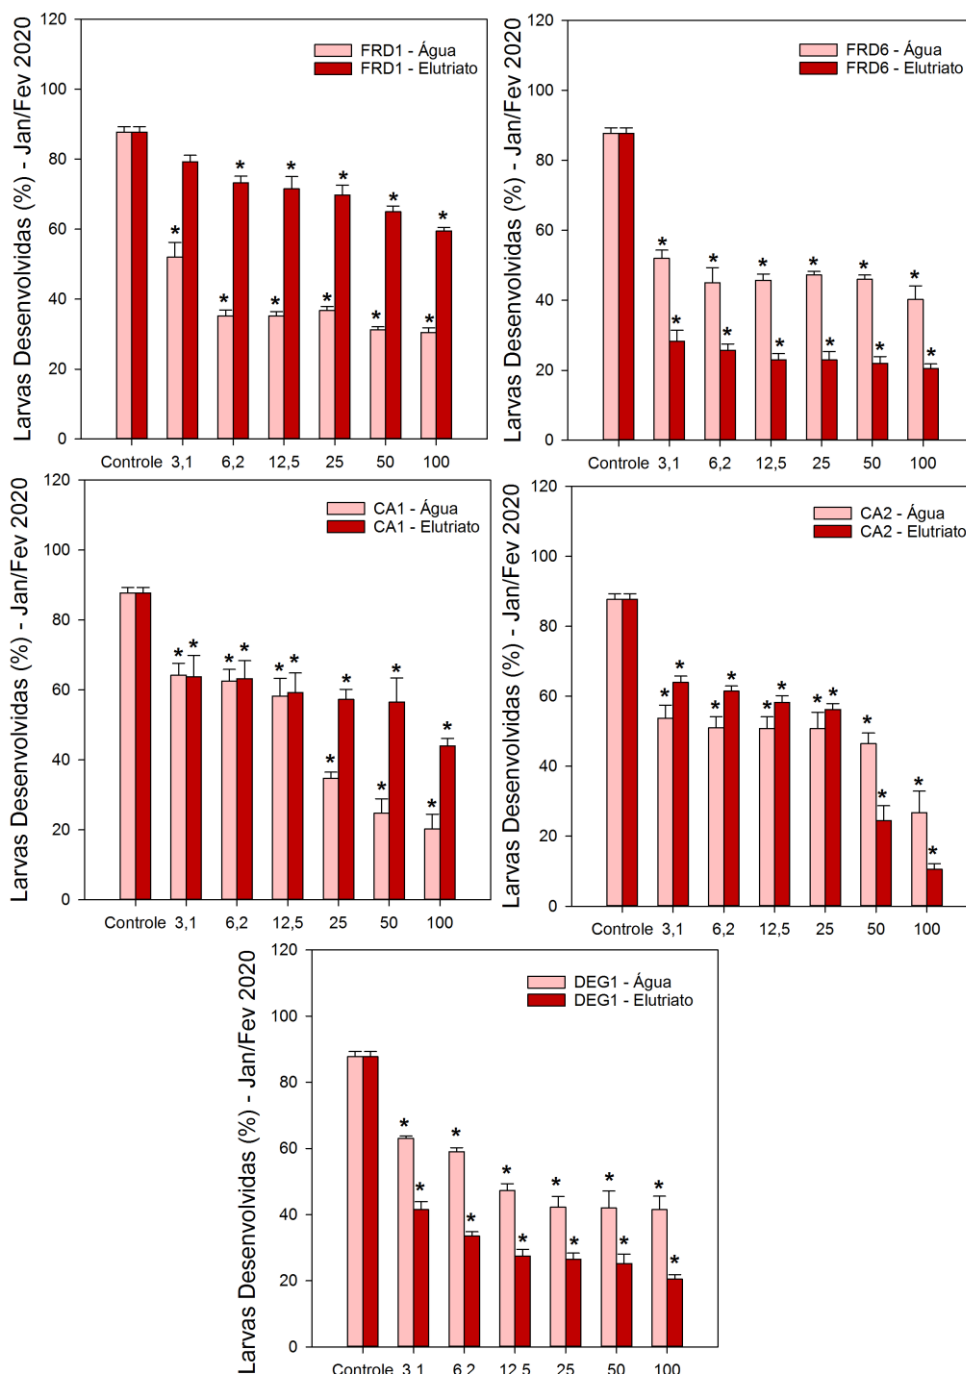 Larvas Desenvolvidas (%) - Jan/Fev 2020
120
100
80
60
40
20
0
FRD1 - Água
FRD1 - Elutriato
* * * * * * * * * * *
Controle 3,1 6,2 12,5 25 50 100
Larvas Desenvolvidas (%) - Jan/Fev 2020
120
100
80
60
40
20
0
FRD6 - Água
FRD6 - Elutriato
* * * * * * * * * * * *
Controle 3,1 6,2 12,5 25 50 100
Larvas Desenvolvidas (%) - Jan/Fev 2020
120
100
80
60
40
20
0
CA1 - Água
CA1 - Elutriato
* * * * * * * * * * * *
Controle 3,1 6,2 12,5 25 50 100
Larvas Desenvolvidas (%) - Jan/Fev 2020
120
100
80
60
40
20
0
CA2 - Água
CA2 - Elutriato
* * * * * * * * * * * *
Controle 3,1 6,2 12,5 25 50 100
Larvas Desenvolvidas (%) - Jan/Fev 2020
120
100
80
60
40
20
0
DEG1 - Água
DEG1 - Elutriato
* * * * * * * * * * * *
Controle 3,1 6,2 12,5 25 50 100